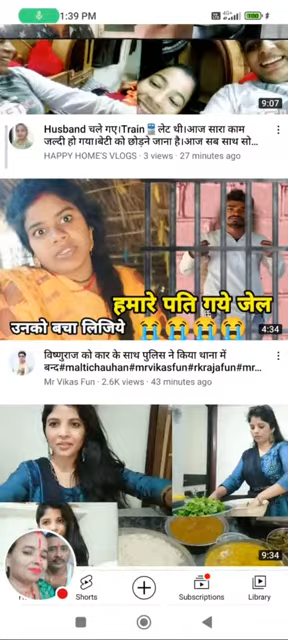 1:39 PM
4G+
9:07
Husband चले गए।Train🚆लेट थी।आज सारा काम
जल्दी हो गया।बेटी को छोड़ने जाना है।आज सब साथ सो...
HAPPY HOME'S VLOGS · 3 views · 27 minutes ago
हमारे पति गये जेल
उनको बचा लिजिये 😭😭😭😭
4:34
विष्णुराज को कार के साथ पुलिस ने किया थाना में
बन्द#maltichauhan#mrvikasfun#rkrajafun#mr...
Mr Vikas Fun · 2.6K views · 43 minutes ago
9:34
Shorts
Subscriptions
Library